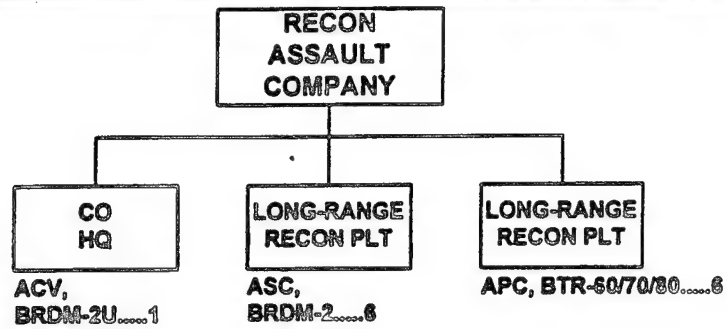 RECON
ASSAULT
COMPANY
CO
HQ
LONG-RANGE
RECON PLT
LONG-RANGE
RECON PLT
ACV,
BRDM-2U.....1
ASC,
BRDM-2.....6
APC, BTR-60/70/80.....6